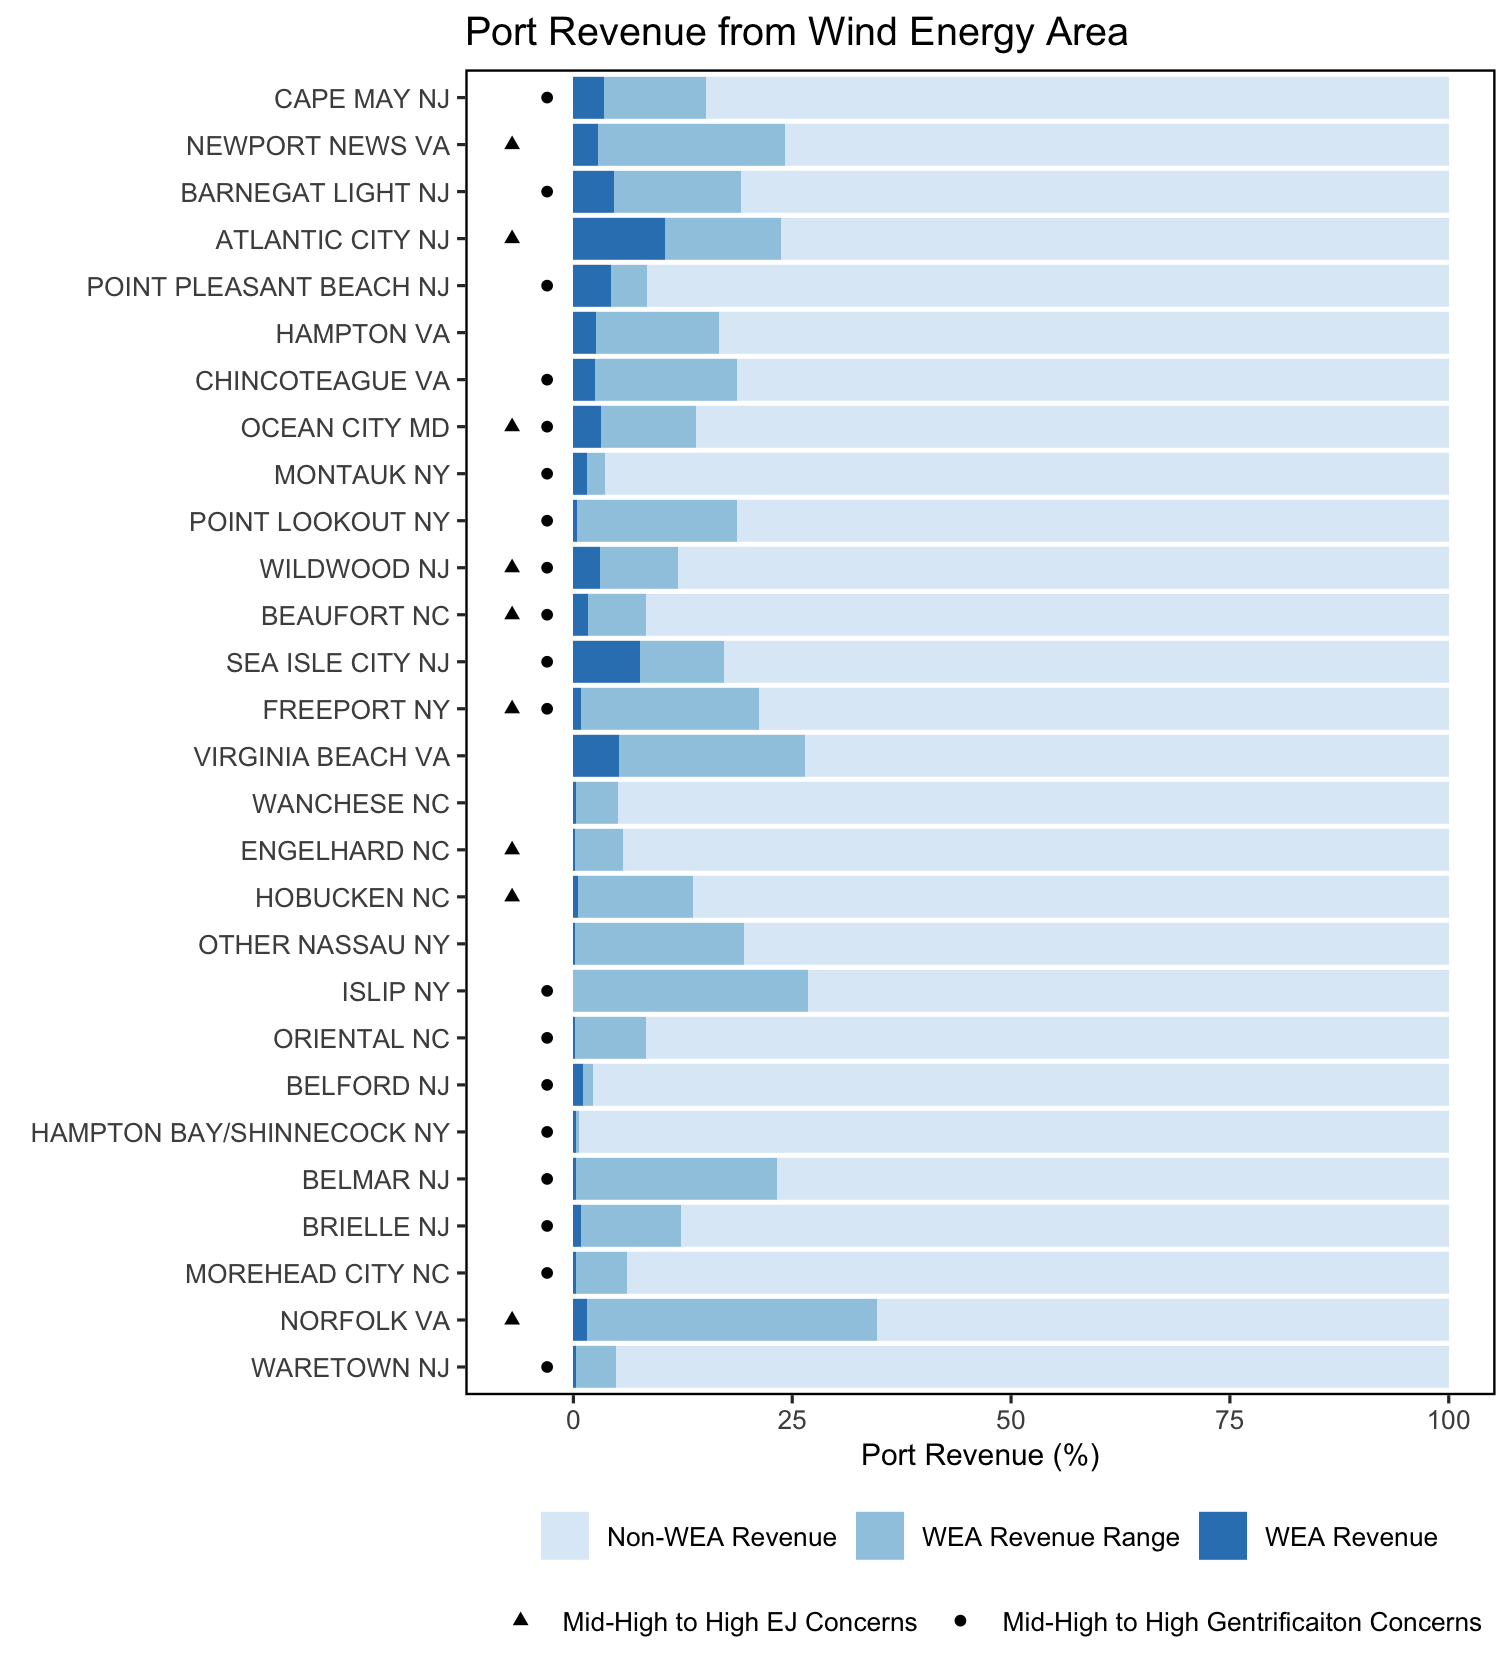 Port Revenue from Wind Energy Area
CAPE MAY NJ
NEWPORT NEWS VA
BARNEGAT LIGHT NJ
ATLANTIC CITY NJ
POINT PLEASANT BEACH NJ
HAMPTON VA
CHINCOTEAGUE VA
OCEAN CITY MD
MONTAUK NY
POINT LOOKOUT NY
WILDWOOD NJ
BEAUFORT NC
SEA ISLE CITY NJ
FREEPORT NY
VIRGINIA BEACH VA
WANCHESE NC
ENGELHARD NC
HOBUCKEN NC
OTHER NASSAU NY
ISLIP NY
ORIENTAL NC
BELFORD NJ
HAMPTON BAY/SHINNECOCK NY
BELMAR NJ
BRIELLE NJ
MOREHEAD CITY NC
NORFOLK VA
WARETOWN NJ
0 25 50 75 100
Port Revenue (%)
Non-WEA Revenue WEA Revenue Range WEA Revenue
Mid-High to High EJ Concerns Mid-High to High Gentrificaiton Concerns